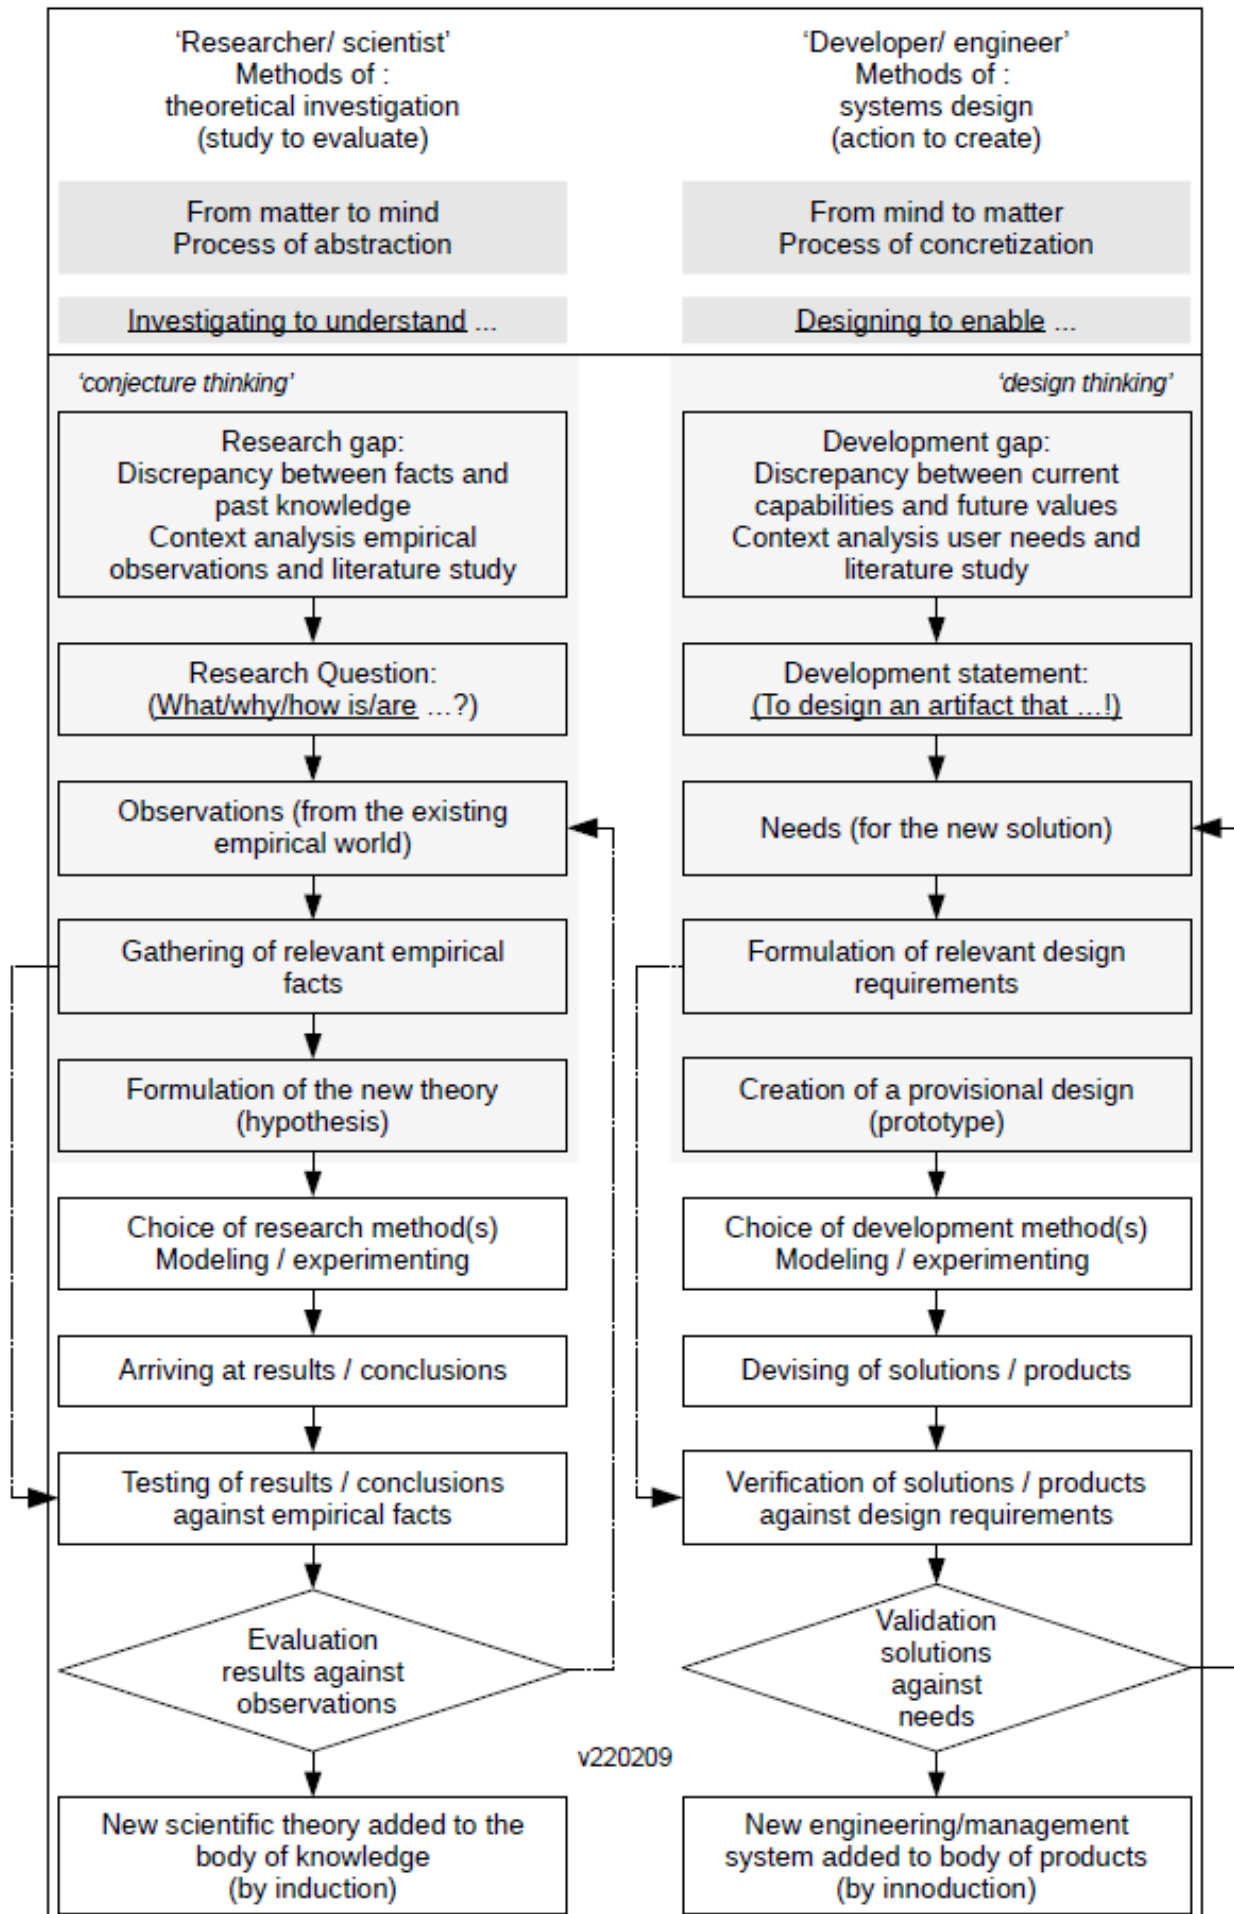 ‘Researcher/ scientist’
Methods of :
theoretical investigation
(study to evaluate)
From matter to mind
Process of abstraction
Investigating to understand ...
‘conjecture thinking’
Research gap:
Discrepancy between facts and
past knowledge
Context analysis empirical
observations and literature study
Research Question:
(What/why/how is/are …?)
Observations (from the existing
empirical world)
Gathering of relevant empirical
facts
Formulation of the new theory
(hypothesis)
Choice of research method(s)
Modeling / experimenting
Arriving at results / conclusions
Testing of results / conclusions
against empirical facts
Evaluation
results against
observations
New scientific theory added to the
body of knowledge
(by induction)
‘Developer/ engineer’
Methods of :
systems design
(action to create)
From mind to matter
Process of concretization
Designing to enable ...
‘design thinking’
Development gap:
Discrepancy between current
capabilities and future values
Context analysis user needs and
literature study
Development statement:
(To design an artifact that …!)
Needs (for the new solution)
Formulation of relevant design
requirements
Creation of a provisional design
(prototype)
Choice of development method(s)
Modeling / experimenting
Devising of solutions / products
Verification of solutions / products
against design requirements
Validation
solutions
against
needs
New engineering/management
system added to body of products
(by innoduction)
v220209